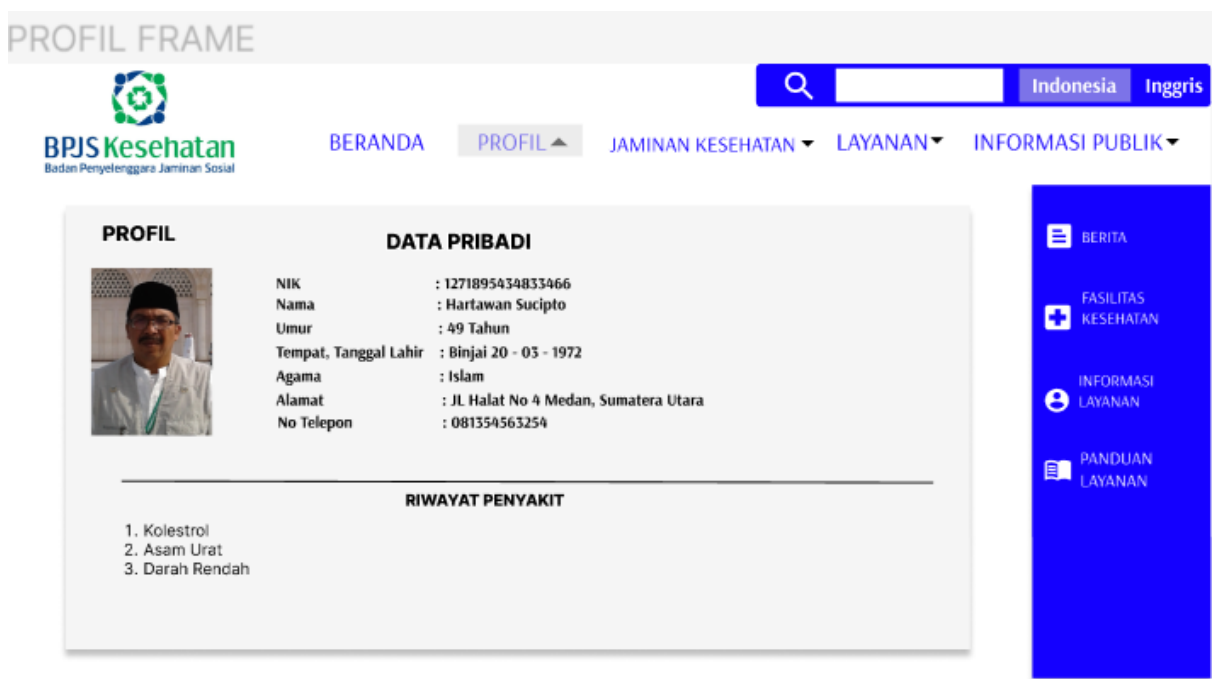 PROFIL FRAME
Indonesia Inggris
BPJS Kesehatan
Badan Penyelenggara Jaminan Sosial
BERANDA PROFIL JAMINAN KESEHATAN LAYANAN INFORMASI PUBLIK
PROFIL
DATA PRIBADI
NIK : 1271895434833466
Nama : Hartawan Sucipto
Umur : 49 Tahun
Tempat, Tanggal Lahir : Binjai 20 - 03 - 1972
Agama : Islam
Alamat : JL Halat No 4 Medan, Sumatera Utara
No Telepon : 081354563254
RIWAYAT PENYAKIT
1. Kolestrol
2. Asam Urat
3. Darah Rendah
BERITA
FASILITAS
KESEHATAN
INFORMASI
LAYANAN
PANDUAN
LAYANAN